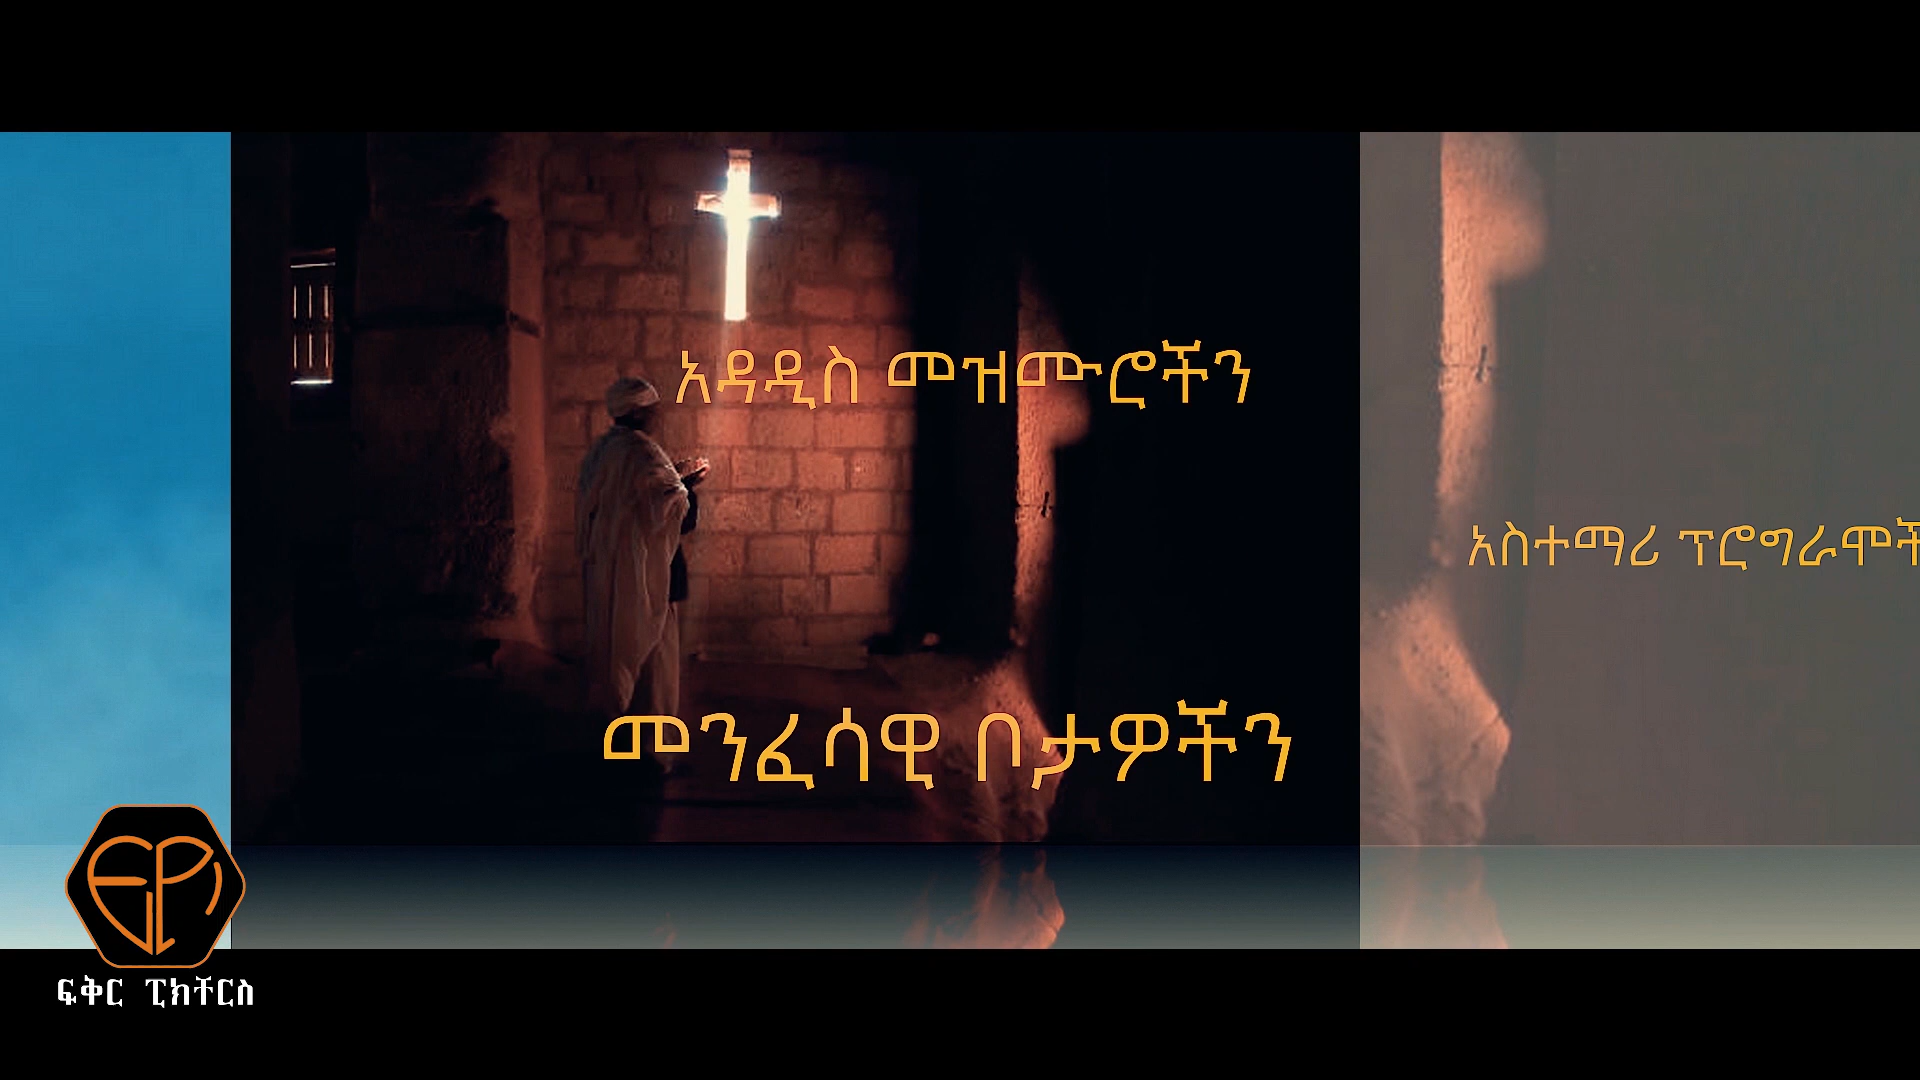 አዳዲስ መዝሙሮችን
አስተማሪ ፕሮግራሞች
መንፈሳዊ ቦታዎችን
ፍቅር ፒክቸርስ